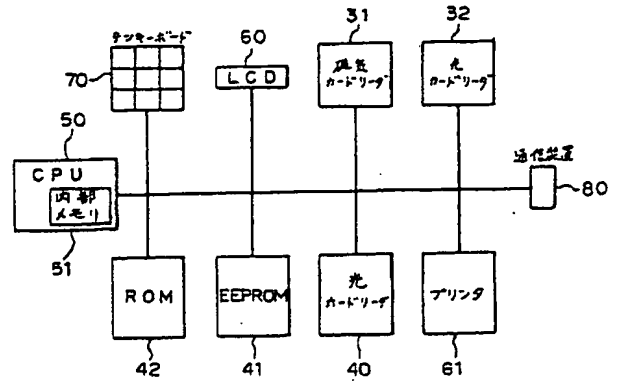 テンキーボード
70
60
LCD
31
磁気
カードリーダ
32
光
カードリーダ
50
CPU
内部
メモリ
51
通信装置
80
ROM
42
EEPROM
41
光
カードリーダ
40
プリンタ
61